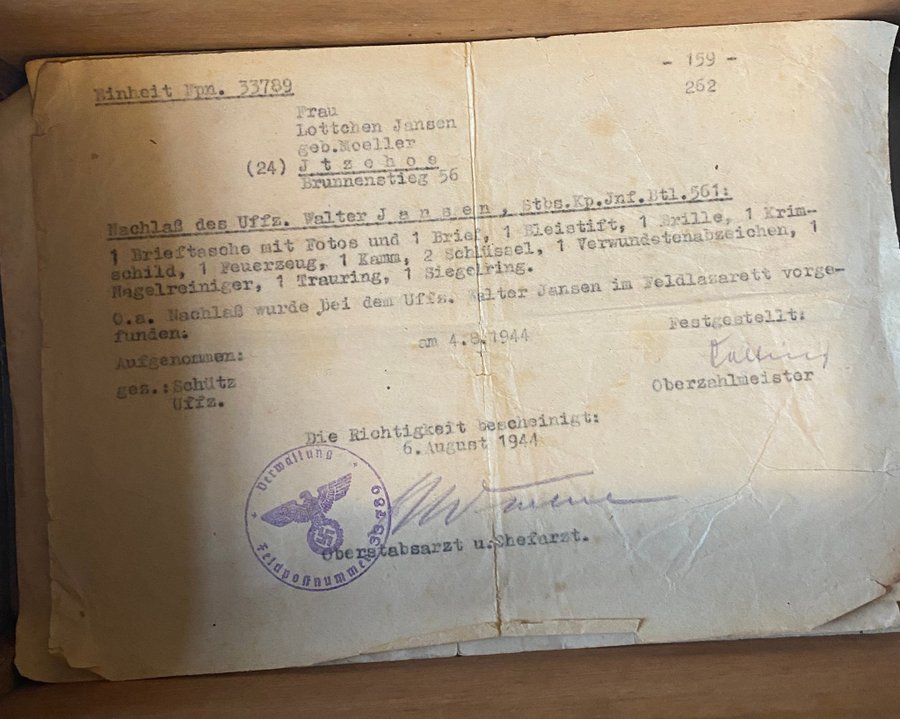 Einheit Fpn. 33789
- 159 -
262
Frau
Lottchen Jansen
geb.Moeller
(24) J t z e h o e
Brunnenstieg 56
Nachlaß des Uffz. Walter J a n s e n , Stbs.Kp.Jnf.Btl.561:
1 Brieftasche mit Fotos und 1 Brief, 1 Bleistift, 1 Brille, 1 Krim-
schild, 1 Feuerzeug, 1 Kamm, 2 Schlüssel, 1 Verwundetenabzeichen, 1
Nagelreiniger, 1 Trauring, 1 Siegelring.
O.a. Nachlaß wurde bei dem Uffz. Walter Jansen im Feldlazarett vorge-
funden:
am 4.8.1944
Festgestellt:
Aufgenommen:
gez.: Schütz
Uffz.
Oberzahlmeister
Die Richtigkeit bescheinigt:
6. August 1944
Verwaltung
Feldpostnummer 33789
Oberstabsarzt u.Chefarzt.